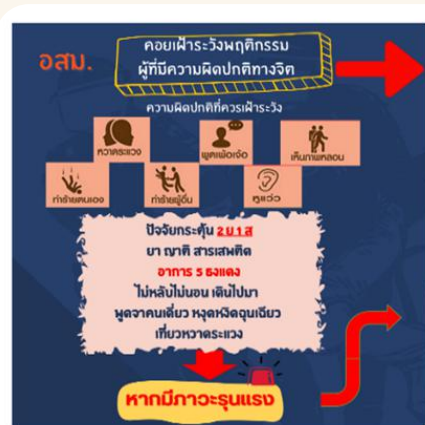 อสม.
คอยเฝ้าระวังพฤติกรรม
ผู้ที่มีความผิดปกติทางจิต
ความผิดปกติที่ควรเฝ้าระวัง
หวาดระแวง
พูดเพ้อเจ้อ
เห็นภาพหลอน
ทำร้ายตนเอง
ทำร้ายผู้อื่น
หูแว่ว
ปัจจัยกระตุ้น 2 ย 1 ส
ยา ญาติ สารเสพติด
อาการ 5 ธงแดง
ไม่หลับไม่นอน เดินไปมา
พูดจาคนเดียว หงุดหงิดฉุนเฉียว
เที่ยวหวาดระแวง
หากมีภาวะรุนแรง